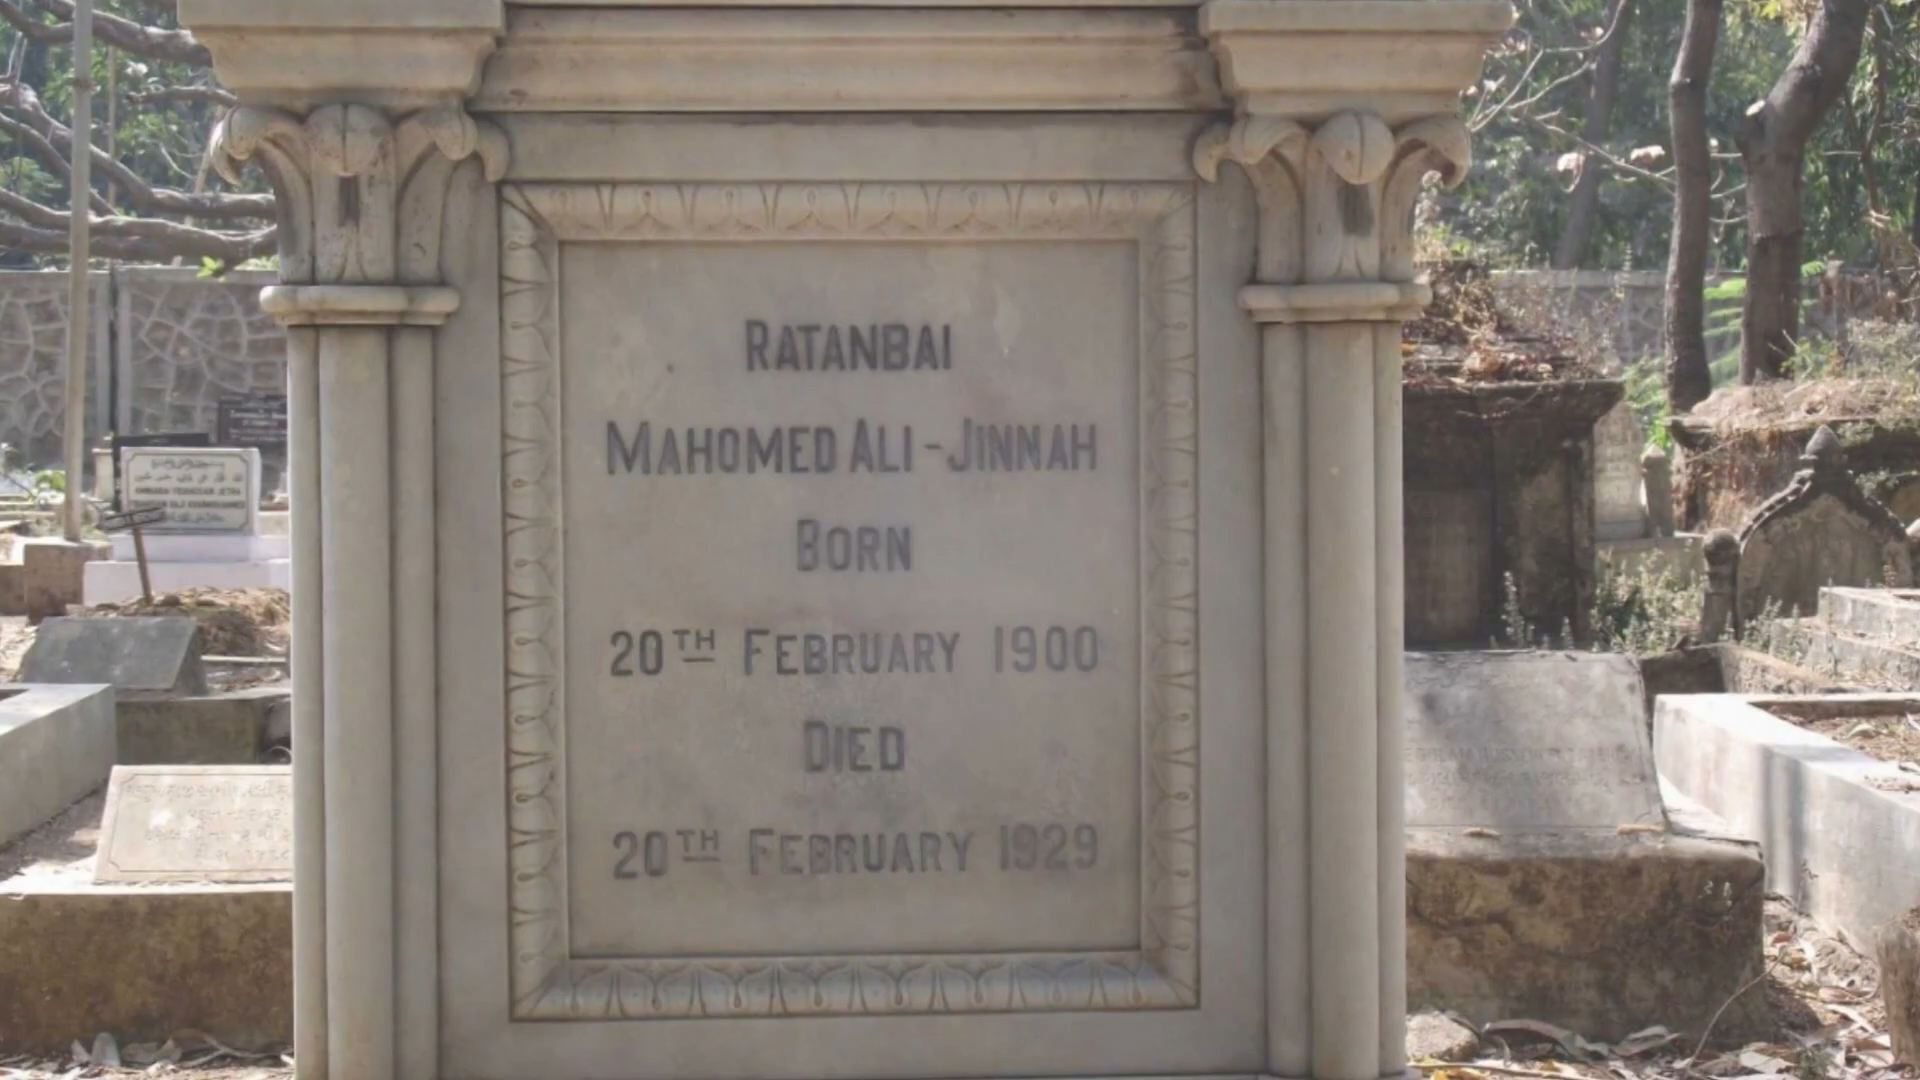 RATANBAI
MAHOMED ALI-JINNAH
BORN
20TH FEBRUARY 1900
DIED
20TH FEBRUARY 1929